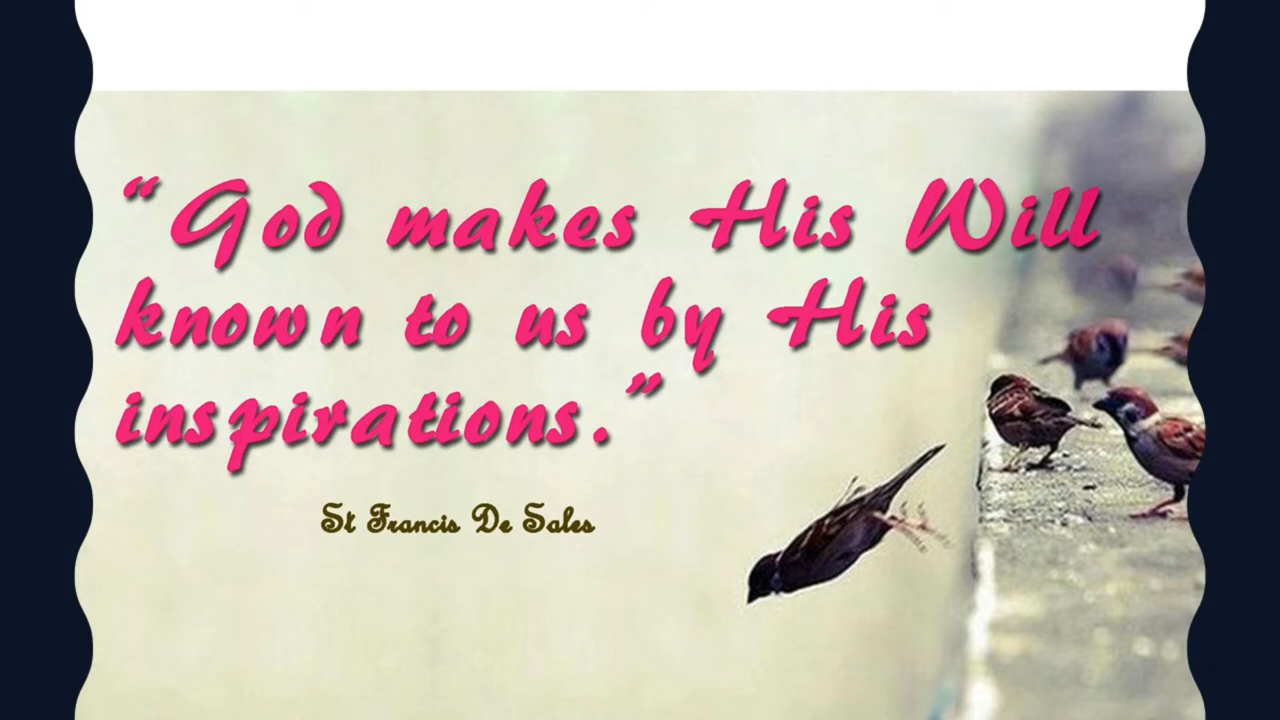 “God makes His Will
known to us by His
inspirations.”
St Francis De Sales